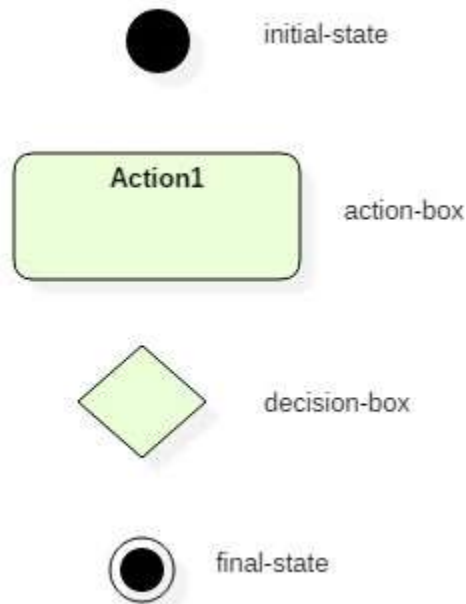 initial-state
Action1
action-box
decision-box
final-state